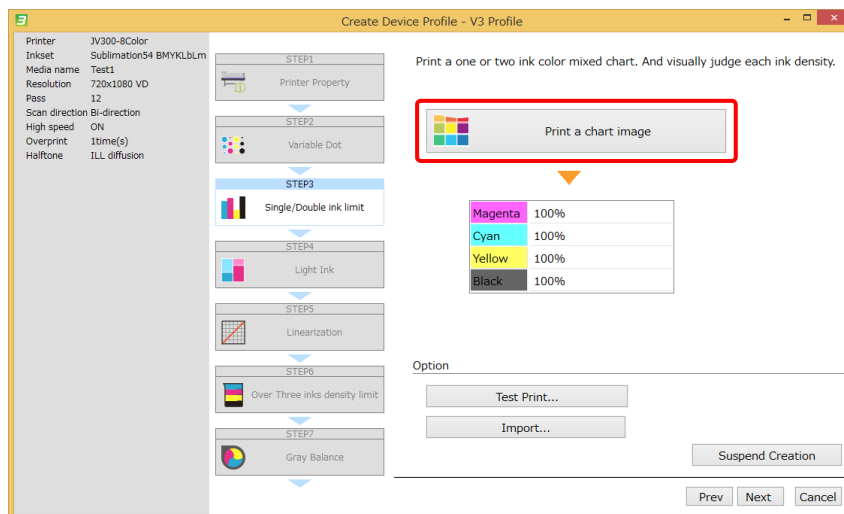 Create Device Profile - V3 Profile
Printer JV300-8Color
Inkset Sublimation54 BMYKLbLm
Media name Test1
Resolution 720x1080 VD
Pass 12
Scan direction Bi-direction
High speed ON
Overprint 1time(s)
Halftone ILL diffusion
STEP1
Printer Property
STEP2
Variable Dot
STEP3
Single/Double ink limit
STEP4
Light Ink
STEP5
Linearization
STEP6
Over Three inks density limit
STEP7
Gray Balance
Print a one or two ink color mixed chart. And visually judge each ink density.
Print a chart image
Magenta 100%
Cyan 100%
Yellow 100%
Black 100%
Option
Test Print...
Import...
Suspend Creation
Prev Next Cancel